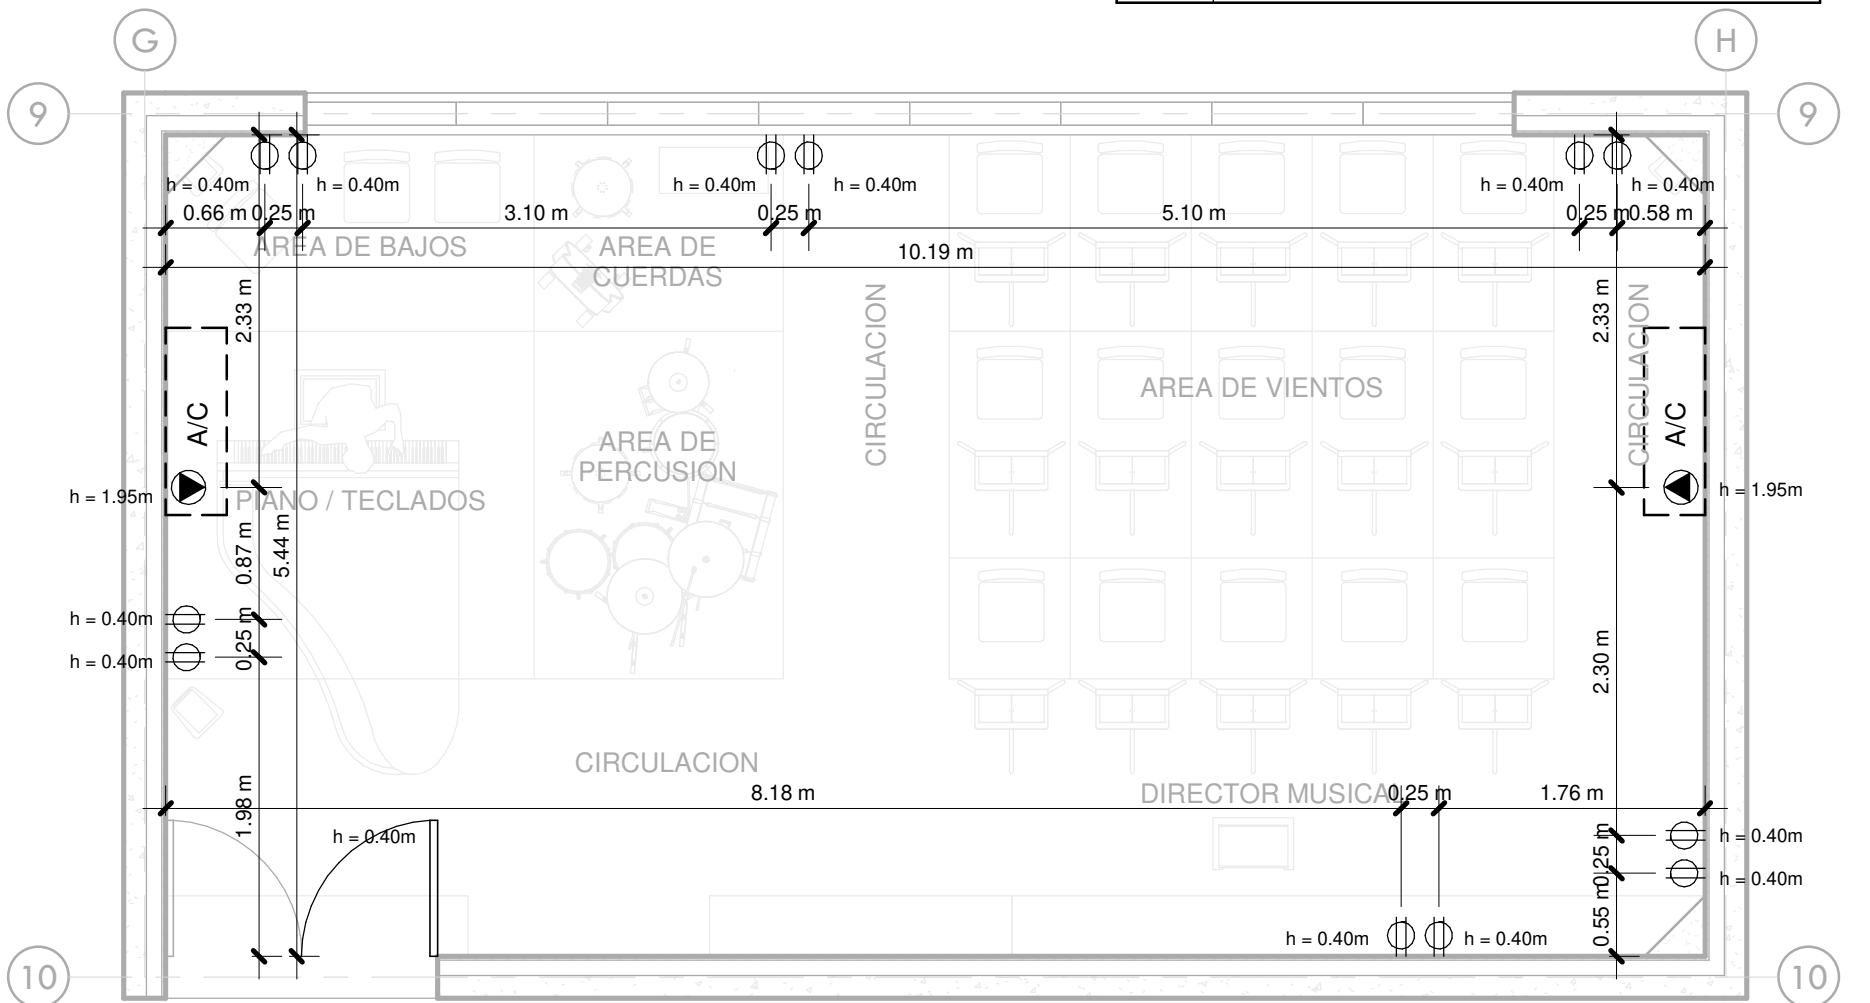 G
H
9
9
h = 0.40m
h = 0.40m
h = 0.40m
h = 0.40m
h = 0.40m
h = 0.40m
0.66 m
0.25 m
3.10 m
0.25 m
5.10 m
0.25 m
0.58 m
10.19 m
AREA DE BAJOS
AREA DE
CUERDAS
CIRCULACION
CIRCULACION
2.33 m
2.33 m
A/C
A/C
AREA DE VIENTOS
AREA DE
PERCUSION
PIANO / TECLADOS
h = 1.95m
h = 1.95m
0.87 m
5.44 m
h = 0.40m
0.25 m
h = 0.40m
2.30 m
CIRCULACION
8.18 m
DIRECTOR MUSICAL
0.25 m
1.76 m
1.98 m
h = 0.40m
0.25 m
h = 0.40m
h = 0.40m
0.55 m
h = 0.40m
h = 0.40m
10
10